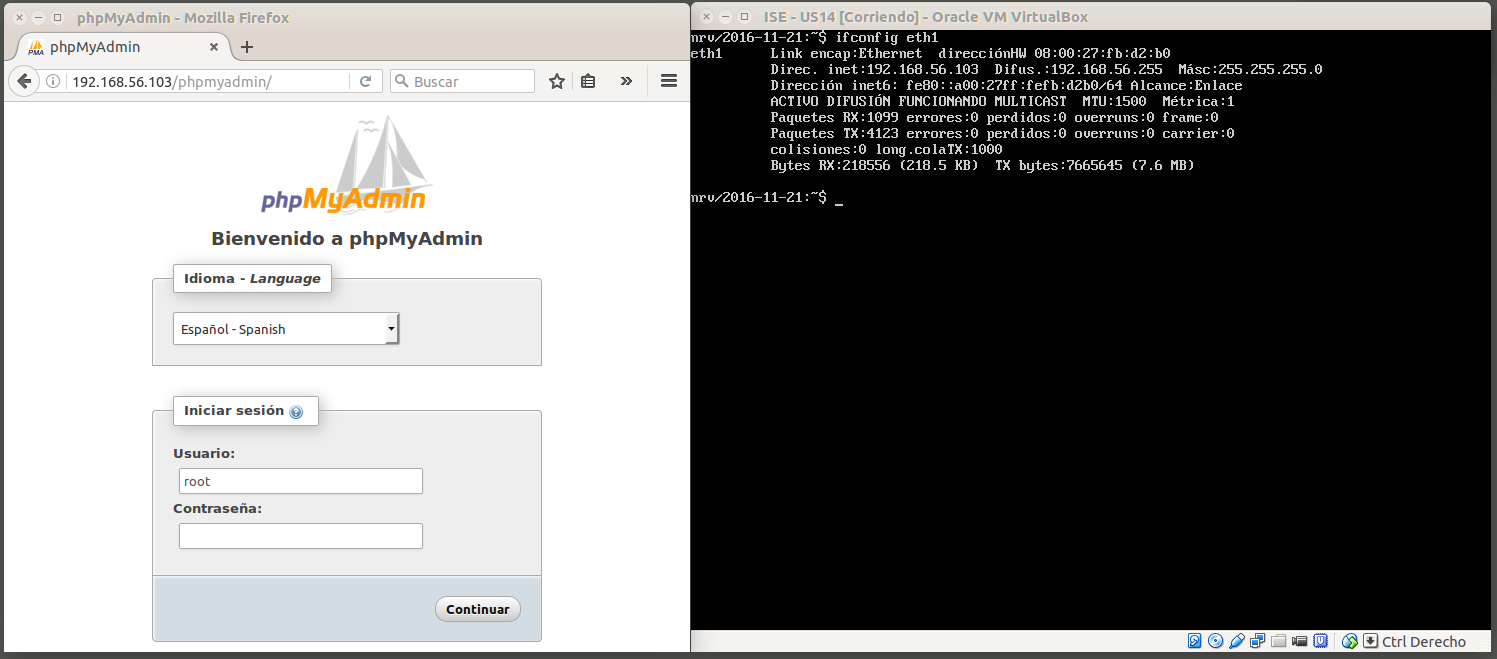 phpMyAdmin - Mozilla Firefox
phpMyAdmin
192.168.56.103/phpmyadmin/
Buscar
phpMyAdmin
Bienvenido a phpMyAdmin
Idioma - Language
Español - Spanish
Iniciar sesión
Usuario:
root
Contraseña:
Continuar
ISE - US14 [Corriendo] - Oracle VM VirtualBox
nrv/2016-11-21:~$ ifconfig eth1
eth1 Link encap:Ethernet direcciónHW 08:00:27:fb:d2:b0
Direc. inet:192.168.56.103 Difus.:192.168.56.255 Másc:255.255.255.0
Dirección inet6: fe80::a00:27ff:fefb:d2b0/64 Alcance:Enlace
ACTIVO DIFUSIÓN FUNCIONANDO MULTICAST MTU:1500 Métrica:1
Paquetes RX:1099 errores:0 perdidos:0 overruns:0 frame:0
Paquetes TX:4123 errores:0 perdidos:0 overruns:0 carrier:0
colisiones:0 long.colaTX:1000
Bytes RX:218556 (218.5 KB) TX bytes:7665645 (7.6 MB)
nrv/2016-11-21:~$ _
Ctrl Derecho